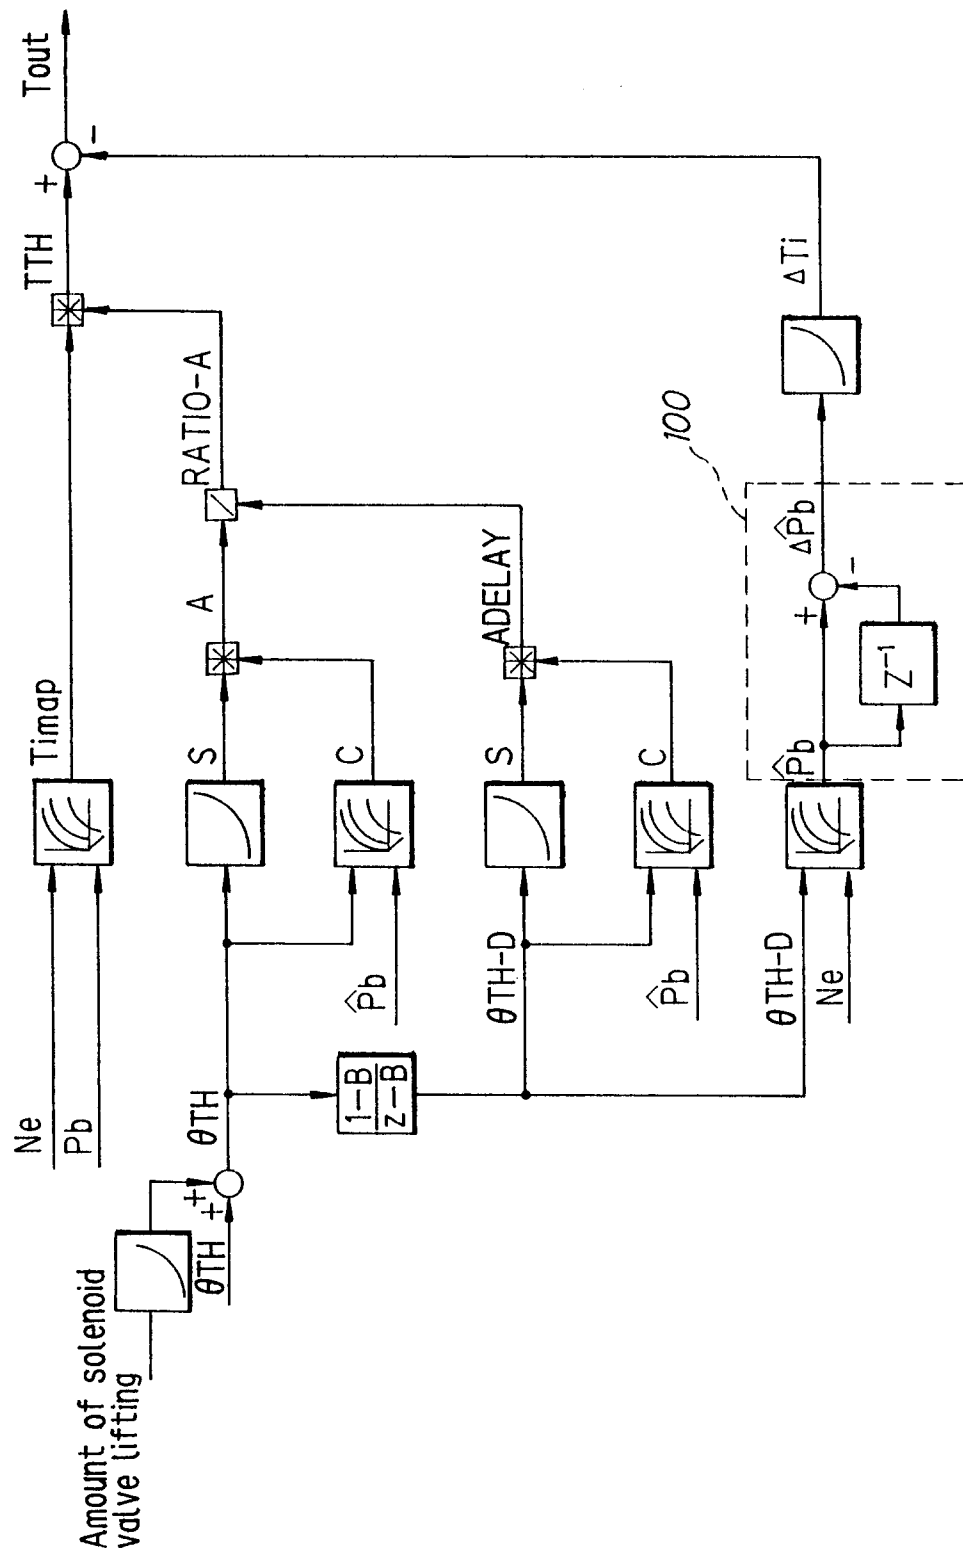 Ne
Pb
Timap
TTH
+
Tout
-
Amount of solenoid
valve lifting
+
θTH
+
θTH
S
A
RATIO-A
P̂b
C
1-B
z-B
θTH-D
S
ADELAY
P̂b
C
θTH-D
Ne
P̂b
+
-
ΔP̂b
ΔTi
Z⁻¹
100